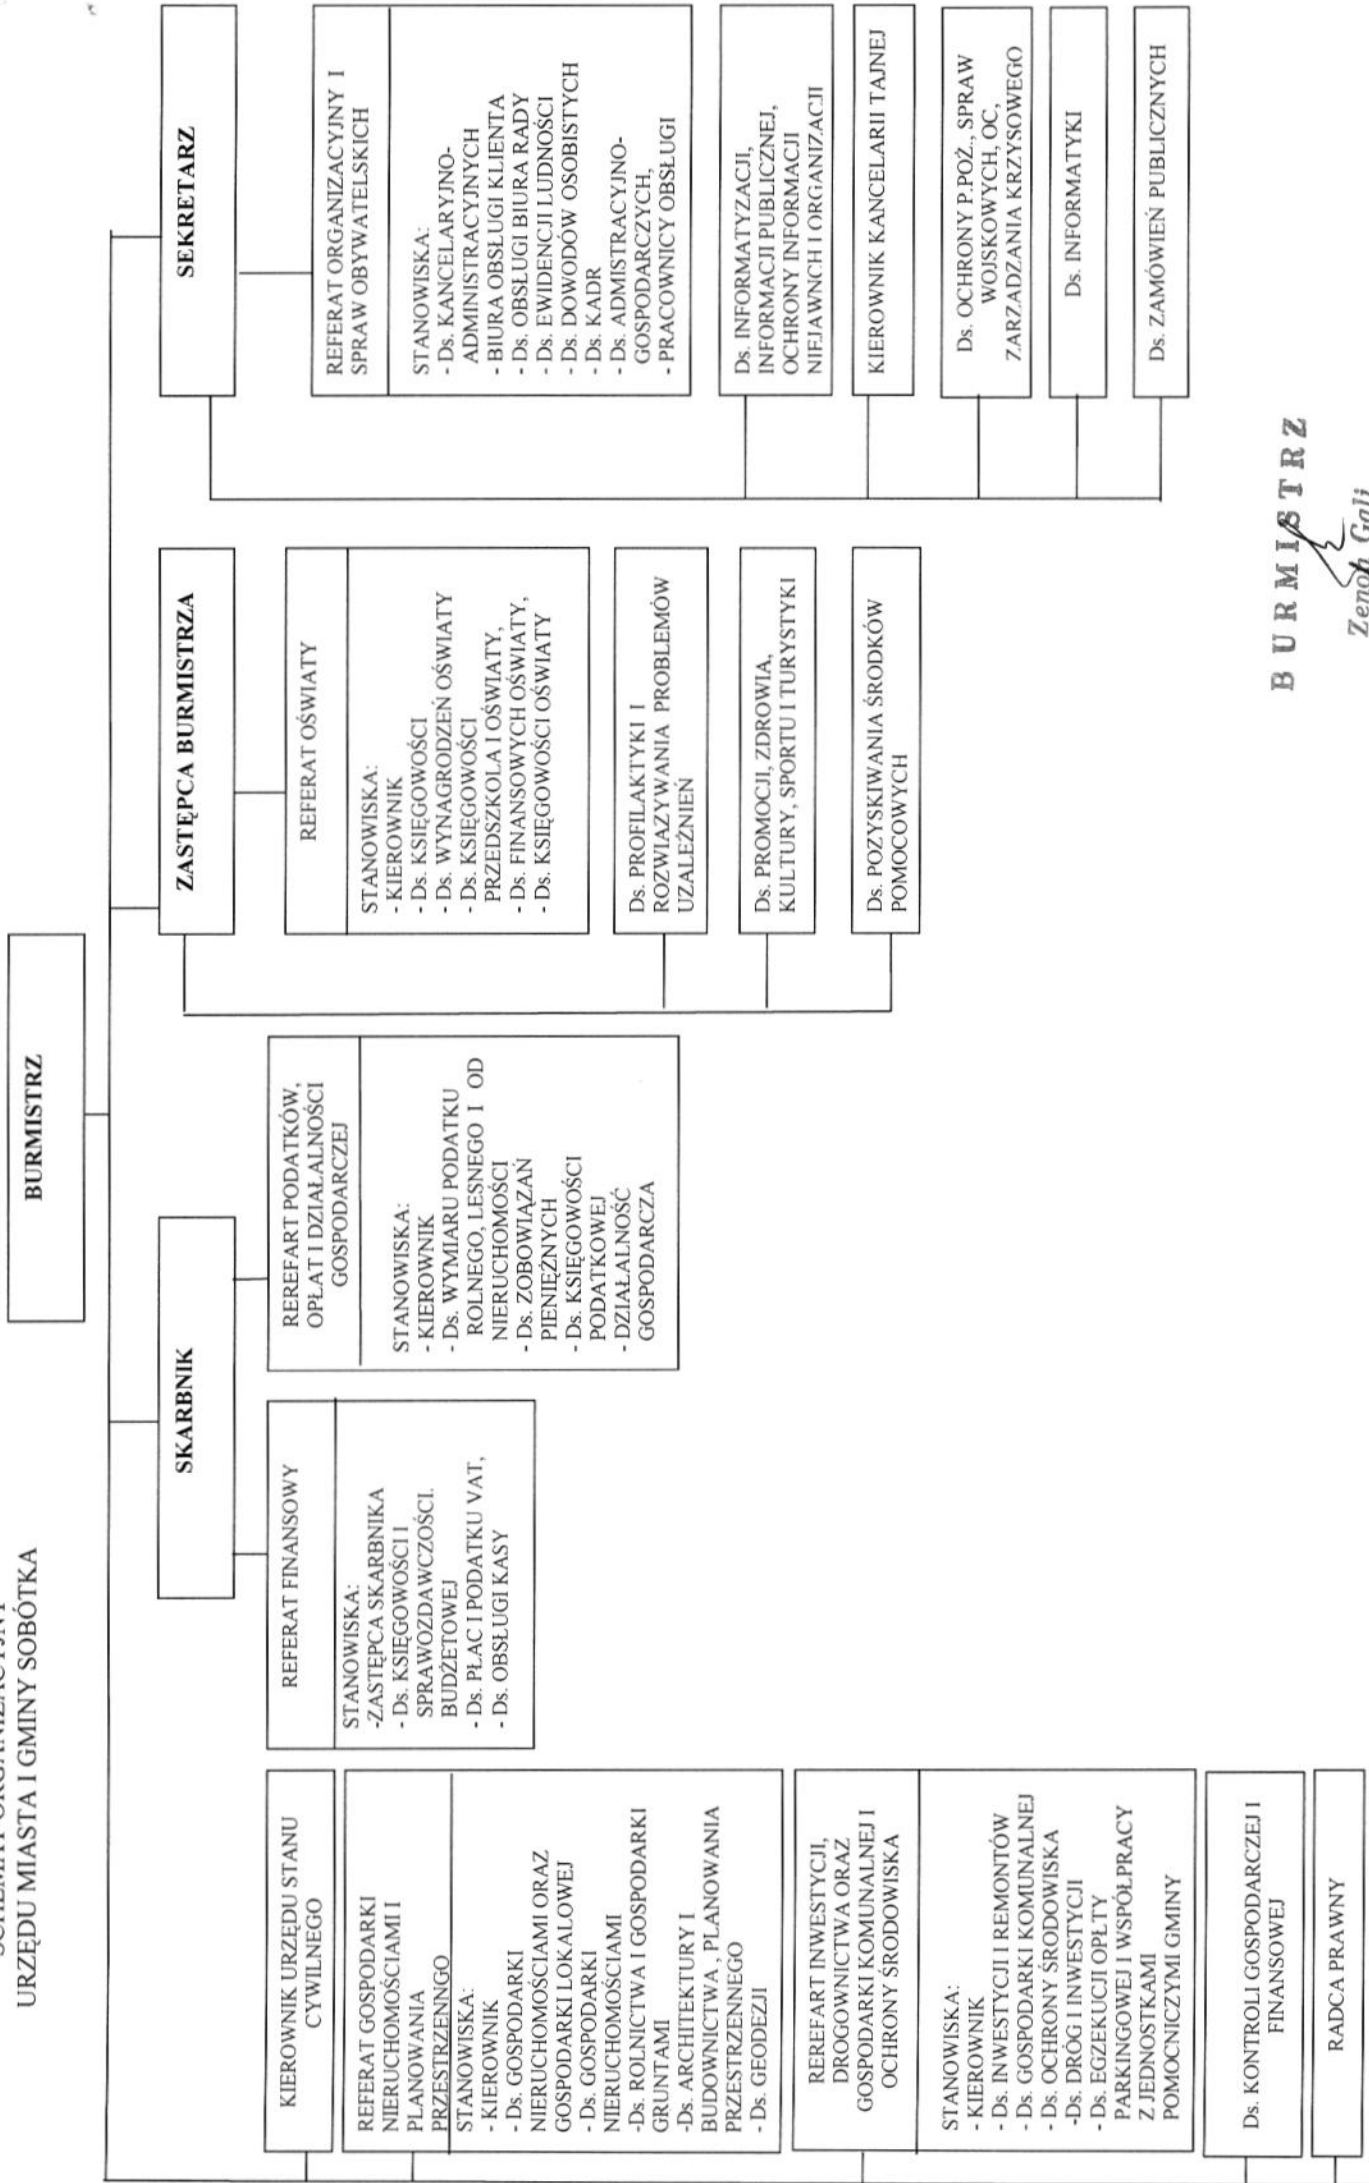 URZĘDU MIASTA I GMINY SOBÓTKA
BURMISTRZ
SKARBNIK
ZASTĘPCA BURMISTRZA
SEKRETARZ
KIEROWNIK URZĘDU STANU
CYWILNEGO
REFERAT GOSPODARKI
NIERUCHOMOŚCIAMI I
PLANOWANIA
PRZESTRZENNGO
STANOWISKA:
- KIEROWNIK
- Ds. GOSPODARKI
NIERUCHOMOŚCIAMI ORAZ
GOSPODARKI LOKALOWEJ
- Ds. GOSPODARKI
NIERUCHOMOŚCIAMI
-Ds. ROLNICTWA I GOSPODARKI
GRUNTAMI
-Ds. ARCHITEKTURY I
BUDOWNICTWA , PLANOWANIA
PRZESTRZENNEGO
- Ds. GEODEZJI
REREFART INWESTYCJI,
DROGOWNICTWA ORAZ
GOSPODARKI KOMUNALNEJ I
OCHRONY ŚRODOWISKA
STANOWISKA:
- KIEROWNIK
- Ds. INWESTYCJI I REMONTÓW
- Ds. GOSPODARKI KOMUNALNEJ
- Ds. OCHRONY ŚRODOWISKA
-Ds. DRÓG I INWESTYCJI
- Ds. EGZEKUCJI OPŁTY
PARKINGOWEJ I WSPÓŁPRACY
Z JEDNOSTKAMI
POMOCNICZYMI GMINY
Ds. KONTROLI GOSPODARCZEJ I
FINANSOWEJ
RADCA PRAWNY
REFERAT FINANSOWY
STANOWISKA:
-ZASTĘPCA SKARBNIKA
- Ds. KSIĘGOWOŚCI I
SPRAWOZDAWCZOŚCI.
BUDŻETOWEJ
- Ds. PŁAC I PODATKU VAT,
- Ds. OBSŁUGI KASY
REREFART PODATKÓW,
OPŁAT I DZIAŁALNOŚCI
GOSPODARCZEJ
STANOWISKA:
- KIEROWNIK
- Ds. WYMIARU PODATKU
ROLNEGO, LESNEGO I OD
NIERUCHOMOŚCI
- Ds. ZOBOWIĄZAŃ
PIENIĘŻNYCH
- Ds. KSIĘGOWOŚCI
PODATKOWEJ
- DZIAŁALNOŚĆ
GOSPODARCZA
REFERAT OŚWIATY
STANOWISKA:
- KIEROWNIK
- Ds. KSIĘGOWOŚCI
- Ds. WYNAGRODZEŃ OŚWIATY
- Ds. KSIĘGOWOŚCI
PRZEDSZKOLA I OŚWIATY,
- Ds. FINANSOWYCH OŚWIATY,
- Ds. KSIĘGOWOŚCI OŚWIATY
Ds. PROFILAKTYKI I
ROZWIAZYWANIA PROBLEMÓW
UZALEŻNIEŃ
Ds. PROMOCJI, ZDROWIA,
KULTURY, SPORTU I TURYSTYKI
Ds. POZYSKIWANIA ŚRODKÓW
POMOCOWYCH
REFERAT ORGANIZACYJNY I
SPRAW OBYWATELSKICH
STANOWISKA:
- Ds. KANCELARYJNO-
ADMINISTRACYJNYCH
- BIURA OBSŁUGI KLIENTA
- Ds. OBSŁUGI BIURA RADY
- Ds. EWIDENCJI LUDNOŚCI
- Ds. DOWODÓW OSOBISTYCH
- Ds. KADR
- Ds. ADMISTRACYJNO-
GOSPODARCZYCH,
- PRACOWNICY OBSŁUGI
Ds. INFORMATYZACJI,
INFORMACJI PUBLICZNEJ,
OCHRONY INFORMACJI
NIEJAWNCH I ORGANIZACJI
KIEROWNIK KANCELARII TAJNEJ
Ds. OCHRONY P.POŻ., SPRAW
WOJSKOWYCH, OC,
ZARZADZANIA KRZYSOWEGO
Ds. INFORMATYKI
Ds. ZAMÓWIEŃ PUBLICZNYCH
BURMISTRZ
Zenon Gali